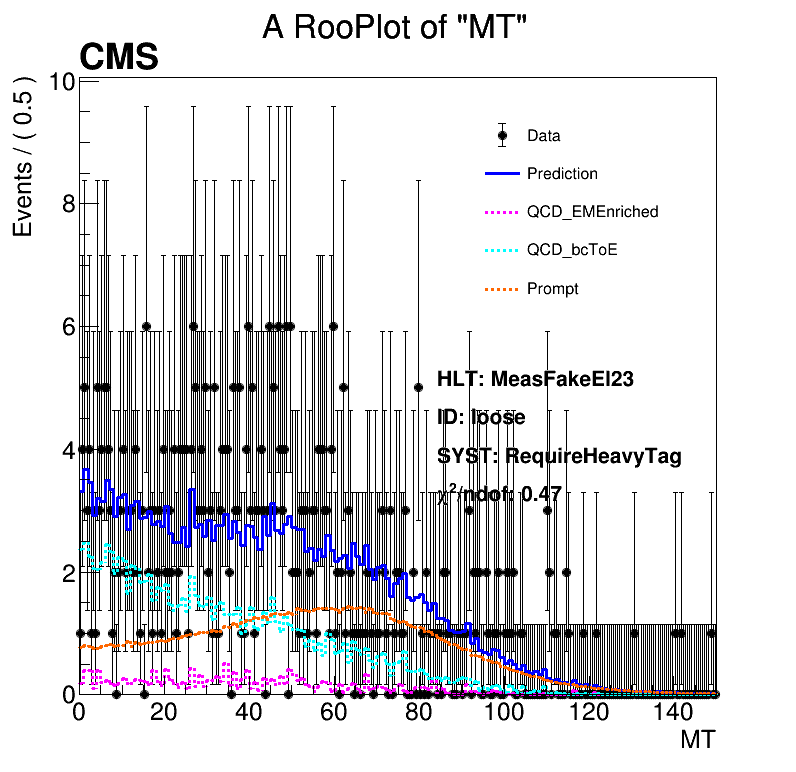 A RooPlot of "MT"
CMS
Events / ( 0.5 )
10
8
6
4
2
0
Data
Prediction
QCD_EMEnriched
QCD_bcToE
Prompt
HLT: MeasFakeEl23
ID: loose
SYST: RequireHeavyTag
χ²/ndof: 0.47
0 20 40 60 80 100 120 140
MT